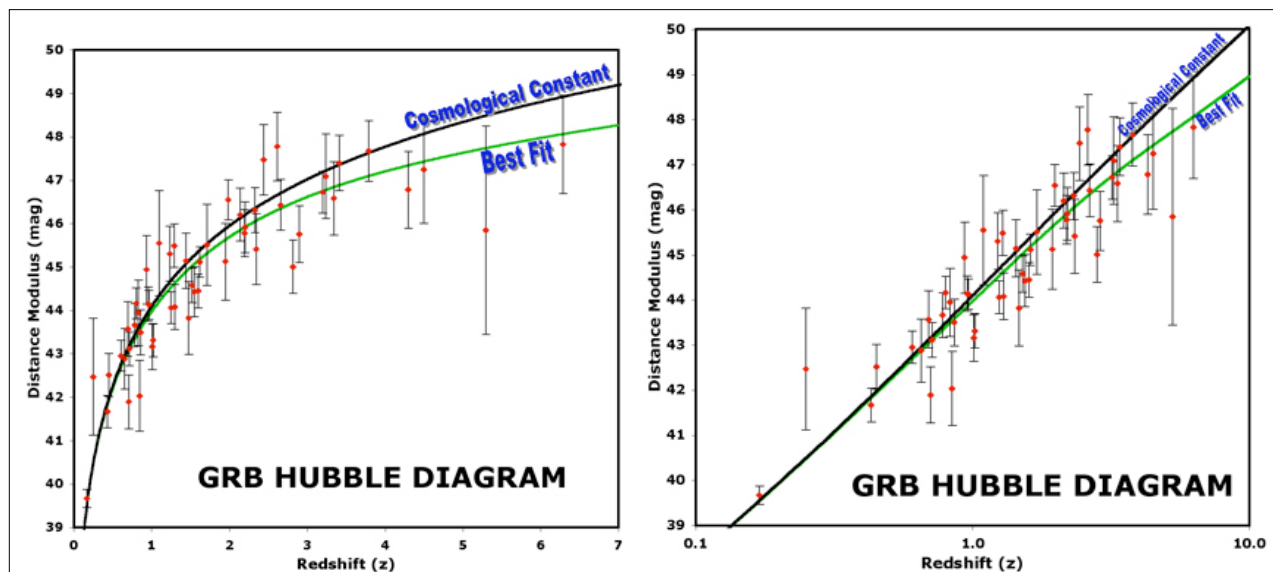 50
49
48
47
46
45
44
43
42
41
40
39
Distance Modulus (mag)
Cosmological Constant
Best Fit
GRB HUBBLE DIAGRAM
0 1 2 3 4 5 6 7
Redshift (z)
50
49
48
47
46
45
44
43
42
41
40
39
Distance Modulus (mag)
Cosmological Constant
Best Fit
GRB HUBBLE DIAGRAM
0.1 1.0 10.0
Redshift (z)